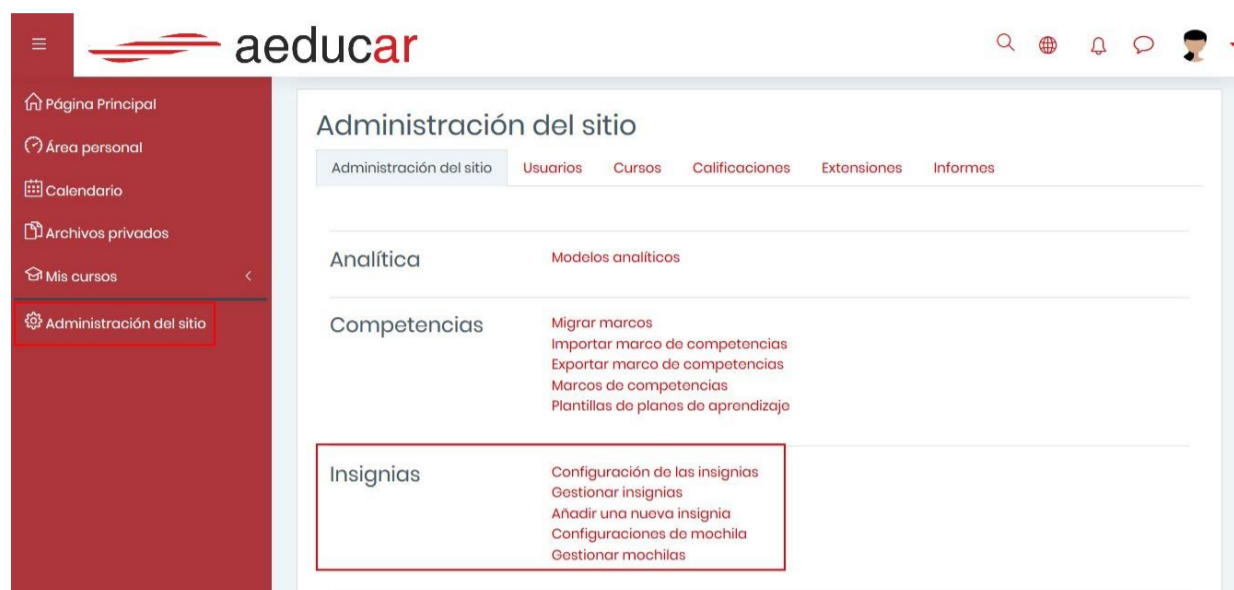 aeducar
Página Principal
Área personal
Calendario
Archivos privados
Mis cursos
Administración del sitio
Administración del sitio
Administración del sitio Usuarios Cursos Calificaciones Extensiones Informes
Analítica Modelos analíticos
Competencias Migrar marcos
Importar marco de competencias
Exportar marco de competencias
Marcos de competencias
Plantillas de planes de aprendizaje
Insignias Configuración de las insignias
Gestionar insignias
Añadir una nueva insignia
Configuraciones de mochila
Gestionar mochilas